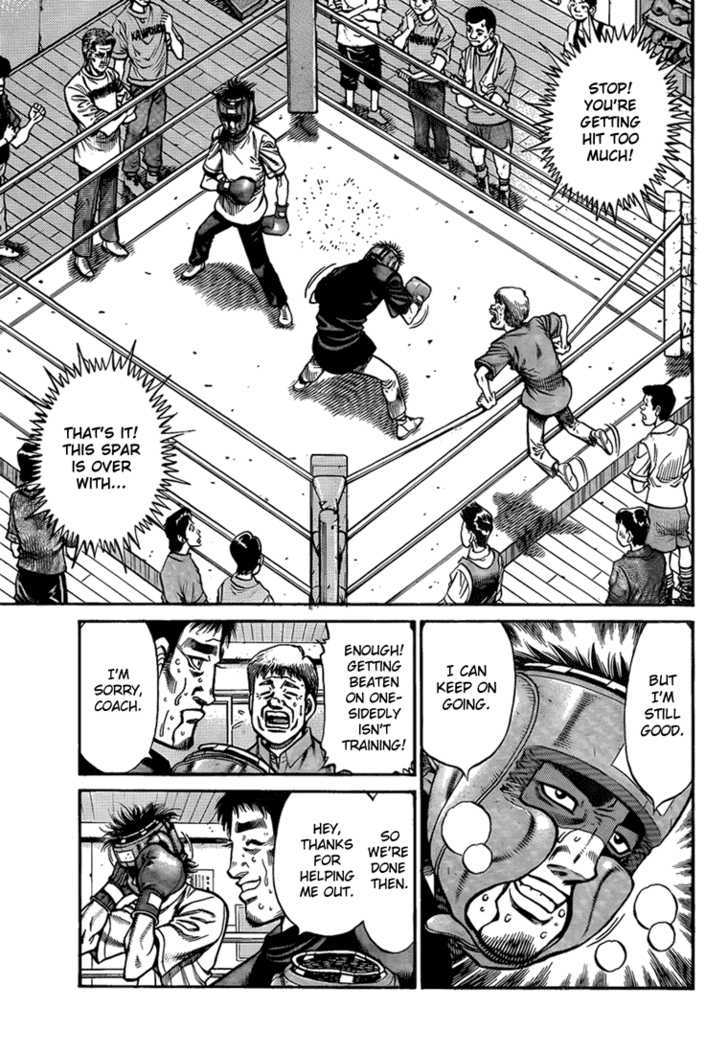 STOP!
YOU'RE
GETTING
HIT TOO
MUCH!
THAT'S IT!
THIS SPAR
IS OVER
WITH...
BUT
I'M
STILL
GOOD.
I CAN
KEEP ON
GOING.
ENOUGH!
GETTING
BEATEN
ON ONE-
SIDEDLY
ISN'T
TRAINING!
I'M
SORRY,
COACH.
SO
WE'RE
DONE
THEN.
HEY,
THANKS
FOR
HELPING
ME OUT.